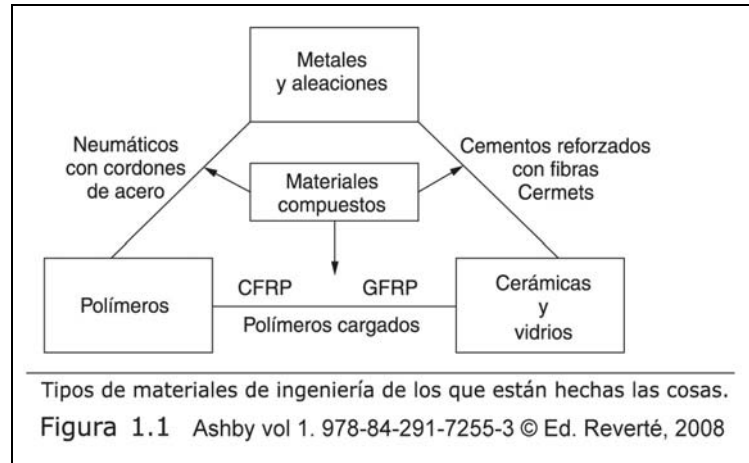 Metales
y aleaciones
Neumáticos
con cordones
de acero
Materiales
compuestos
Cementos reforzados
con fibras
Cermets
Polímeros
CFRP
GFRP
Polímeros cargados
Cerámicas
y
vidrios
Tipos de materiales de ingeniería de los que están hechas las cosas.
Figura 1.1 Ashby vol 1. 978-84-291-7255-3 © Ed. Reverté, 2008